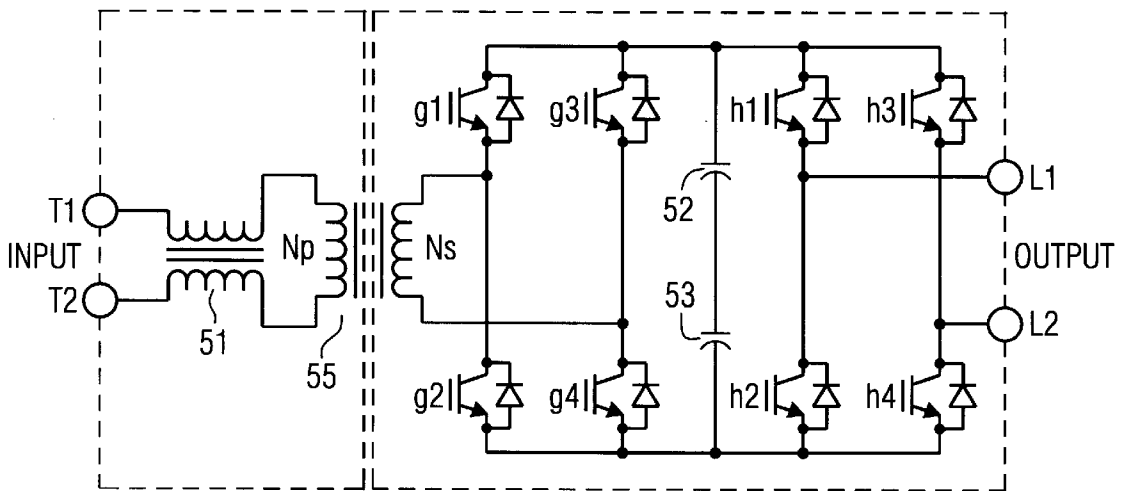 g1
g3
h1
h3
T1
INPUT
T2
51
Np
55
Ns
52
53
L1
OUTPUT
L2
g2
g4
h2
h4